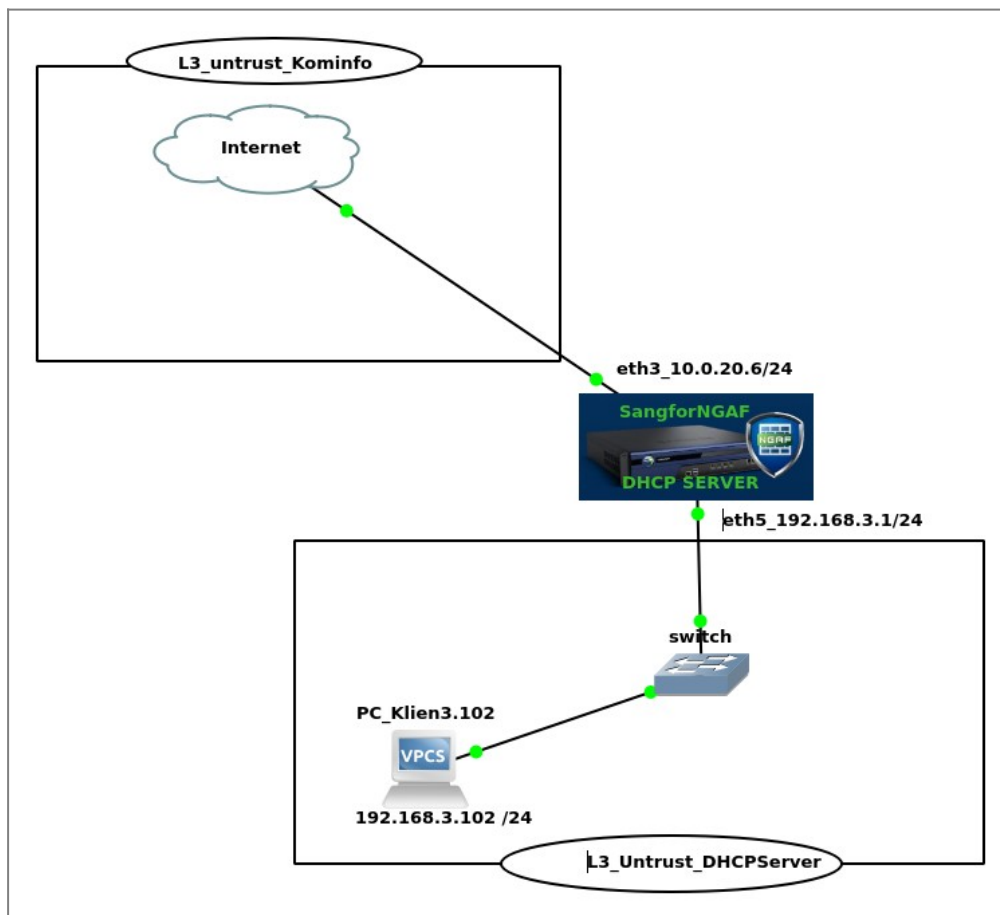 L3_untrust_Kominfo
Internet
eth3_10.0.20.6/24
SangforNGAF
NGAF
DHCP SERVER
eth5_192.168.3.1/24
switch
PC_Klien3.102
VPCS
192.168.3.102 /24
L3_Untrust_DHCPServer